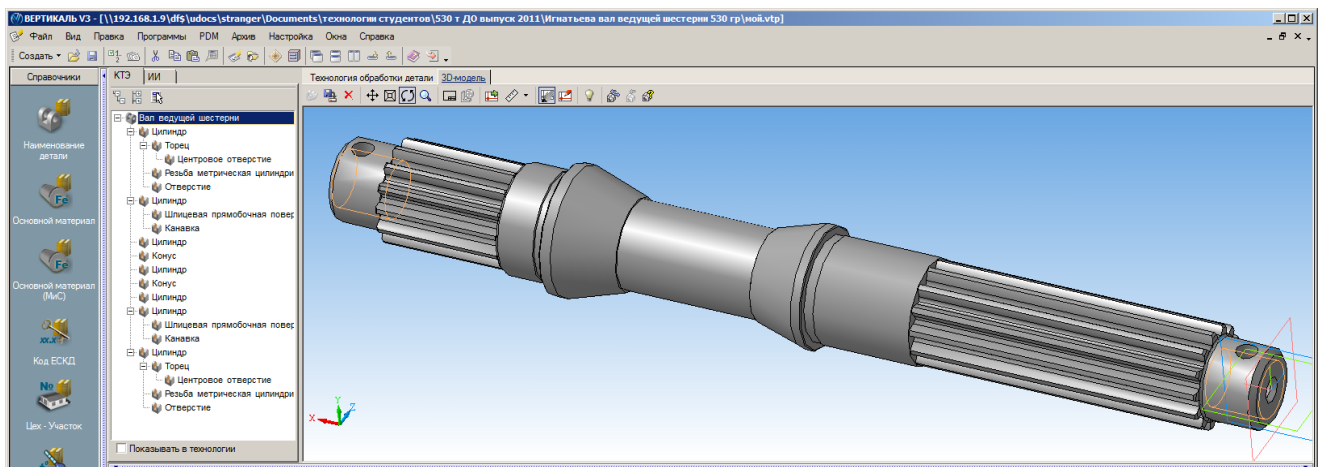 ВЕРТИКАЛЬ V3 - [\\192.168.1.9\df$\udocs\stranger\Documents\технологии студентов\530 т ДО выпуск 2011\Игнатьева вал ведущей шестерни 530 гр\мой.vtp]
Файл Вид Правка Программы PDM Архив Настройка Окна Справка
Создать
Справочники
КТЭ ИИ
Технология обработки детали 3D-модель
Наименование детали
Основной материал
Основной материал (МиС)
xx.x
Код ЕСКД
№
Цех - Участок
Fe
Fe
Вал ведущей шестерни
Цилиндр
Торец
Центровое отверстие
Резьба метрическая цилиндри
Отверстие
Цилиндр
Шлицевая прямобочная повер
Канавка
Цилиндр
Конус
Цилиндр
Конус
Цилиндр
Цилиндр
Шлицевая прямобочная повер
Канавка
Цилиндр
Торец
Центровое отверстие
Резьба метрическая цилиндри
Отверстие
Показывать в технологии
Y
X Z